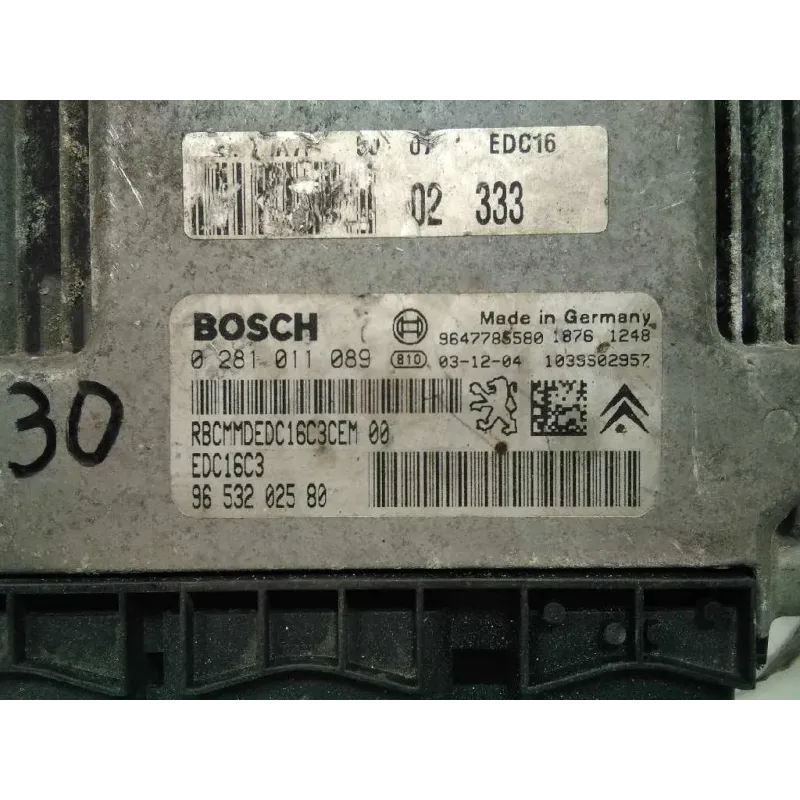 EDC16
02 333
BOSCH
Made in Germany
9647785580 1876 1248
0 281 011 089 810 03-12-04 1039S02957
RBCMMDEDC16C3CEM 00
EDC16C3
96 532 025 80
30